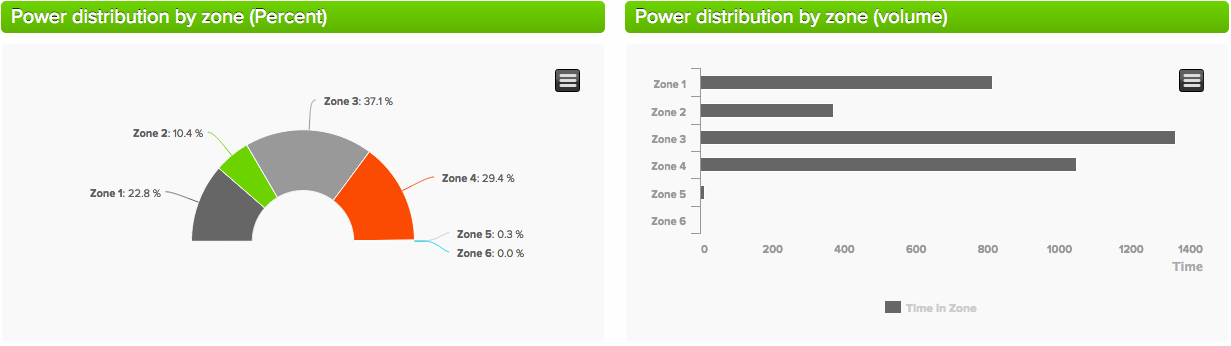 Power distribution by zone (Percent)
Zone 3: 37.1 %
Zone 2: 10.4 %
Zone 4: 29.4 %
Zone 1: 22.8 %
Zone 5: 0.3 %
Zone 6: 0.0 %
Power distribution by zone (volume)
Zone 1
Zone 2
Zone 3
Zone 4
Zone 5
Zone 6
0 200 400 600 800 1000 1200 1400
Time
Time In Zone